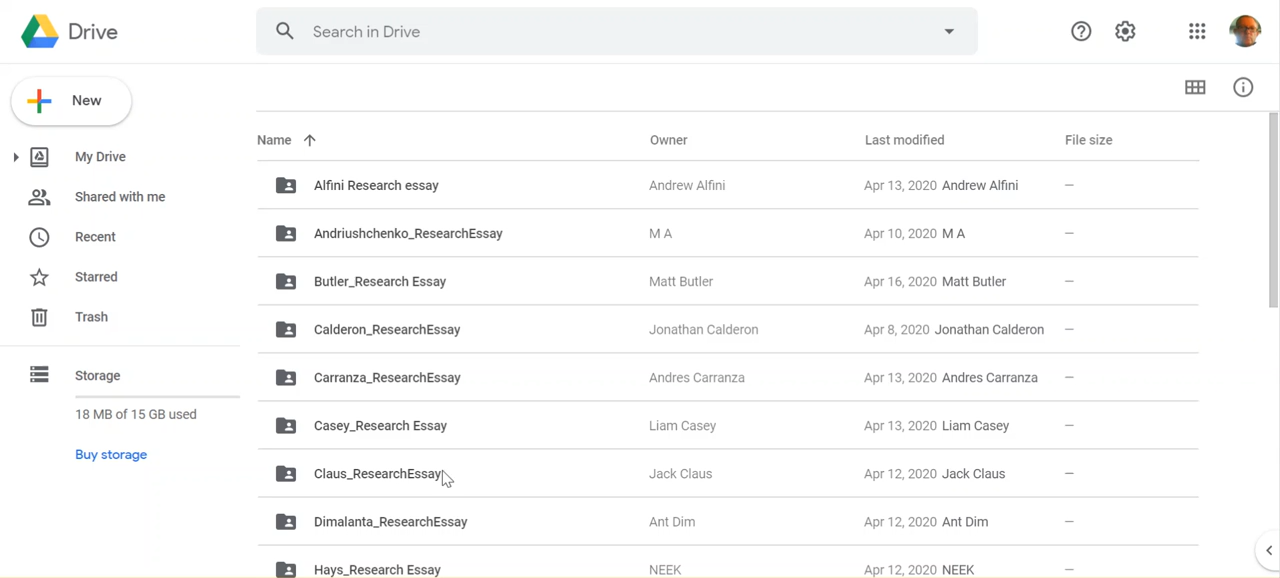 Drive
Search in Drive
New
My Drive
Shared with me
Recent
Starred
Trash
Storage
18 MB of 15 GB used
Buy storage
Name Owner Last modified File size
Alfini Research essay Andrew Alfini Apr 13, 2020 Andrew Alfini —
Andriushchenko_ResearchEssay M A Apr 10, 2020 M A —
Butler_Research Essay Matt Butler Apr 16, 2020 Matt Butler —
Calderon_ResearchEssay Jonathan Calderon Apr 8, 2020 Jonathan Calderon —
Carranza_ResearchEssay Andres Carranza Apr 13, 2020 Andres Carranza —
Casey_Research Essay Liam Casey Apr 13, 2020 Liam Casey —
Claus_ResearchEssay Jack Claus Apr 12, 2020 Jack Claus —
Dimalanta_ResearchEssay Ant Dim Apr 12, 2020 Ant Dim —
Hays_Research Essay NEEK Apr 12, 2020 NEEK —